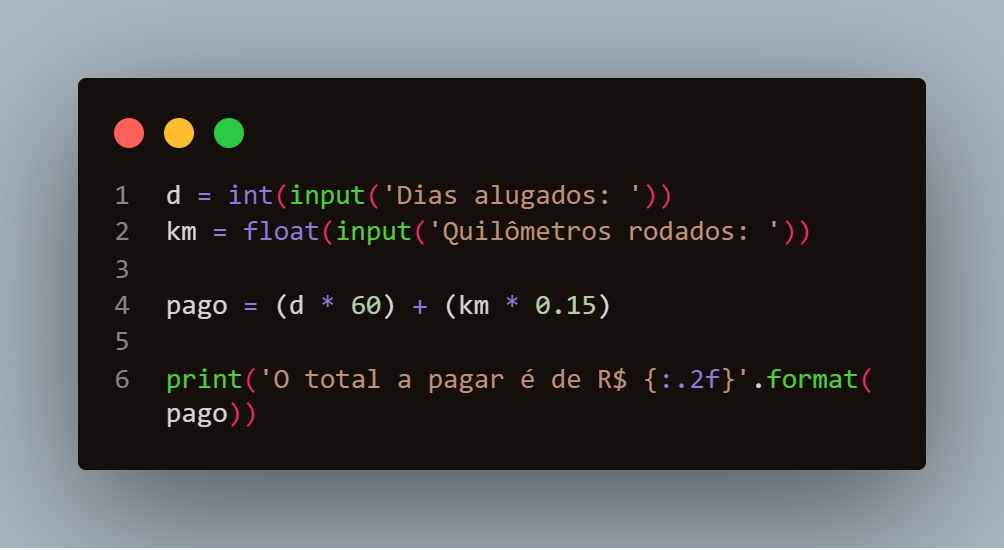 1 d = int(input('Dias alugados: '))
2 km = float(input('Quilômetros rodados: '))
3
4 pago = (d * 60) + (km * 0.15)
5
6 print('O total a pagar é de R$ {:.2f}'.format(
pago))